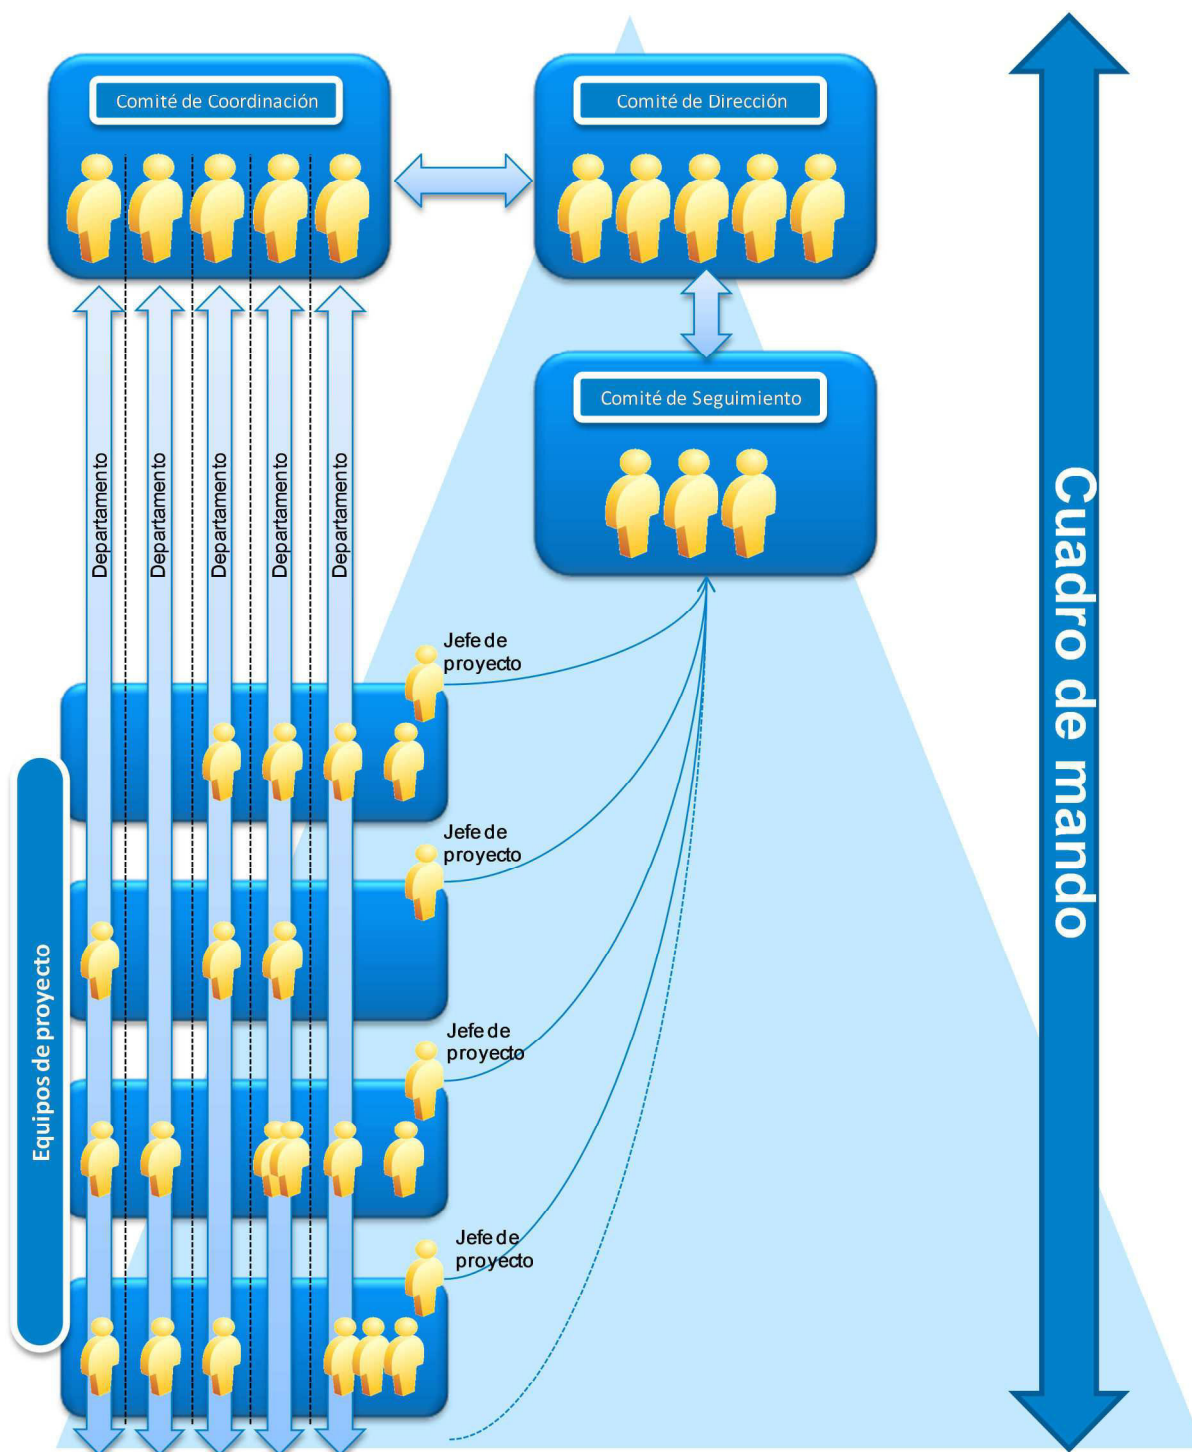 Comité de Coordinación
Comité de Dirección
Comité de Seguimiento
Departamento
Departamento
Departamento
Departamento
Departamento
Cuadro de mando
Jefe de
proyecto
Jefe de
proyecto
Equipos de proyecto
Jefe de
proyecto
Jefe de
proyecto